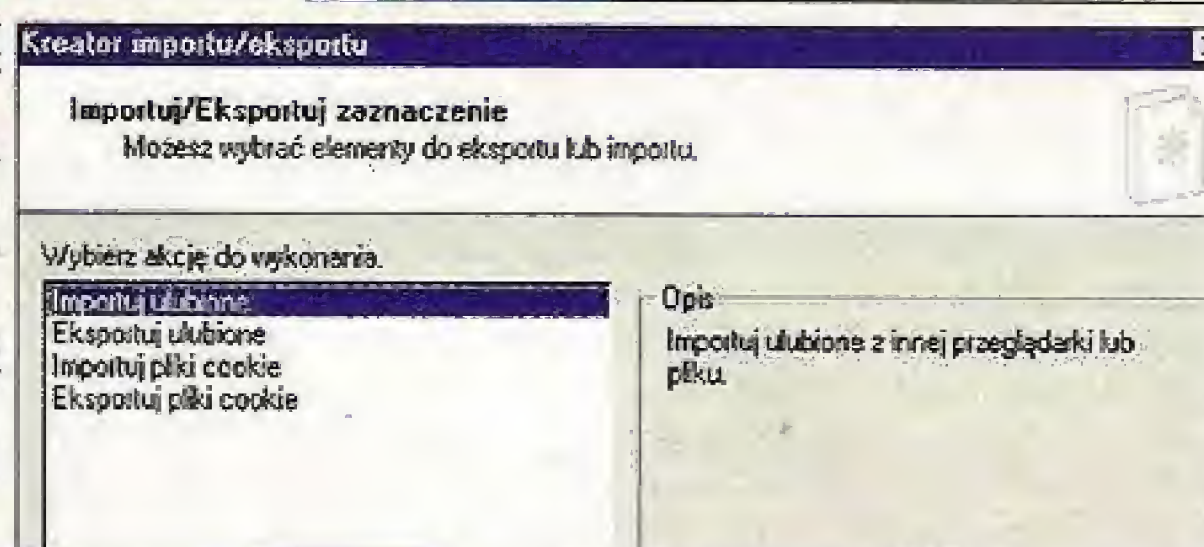 Kreator importu/eksportu
Importuj/Eksportuj zaznaczenie
Możesz wybrać elementy do eksportu lub importu.
Wybierz akcję do wykonania.
Importuj ulubione
Eksportuj ulubione
Importuj pliki cookie
Eksportuj pliki cookie
Opis
Importuj ulubione z innej przeglądarki lub
pliku.